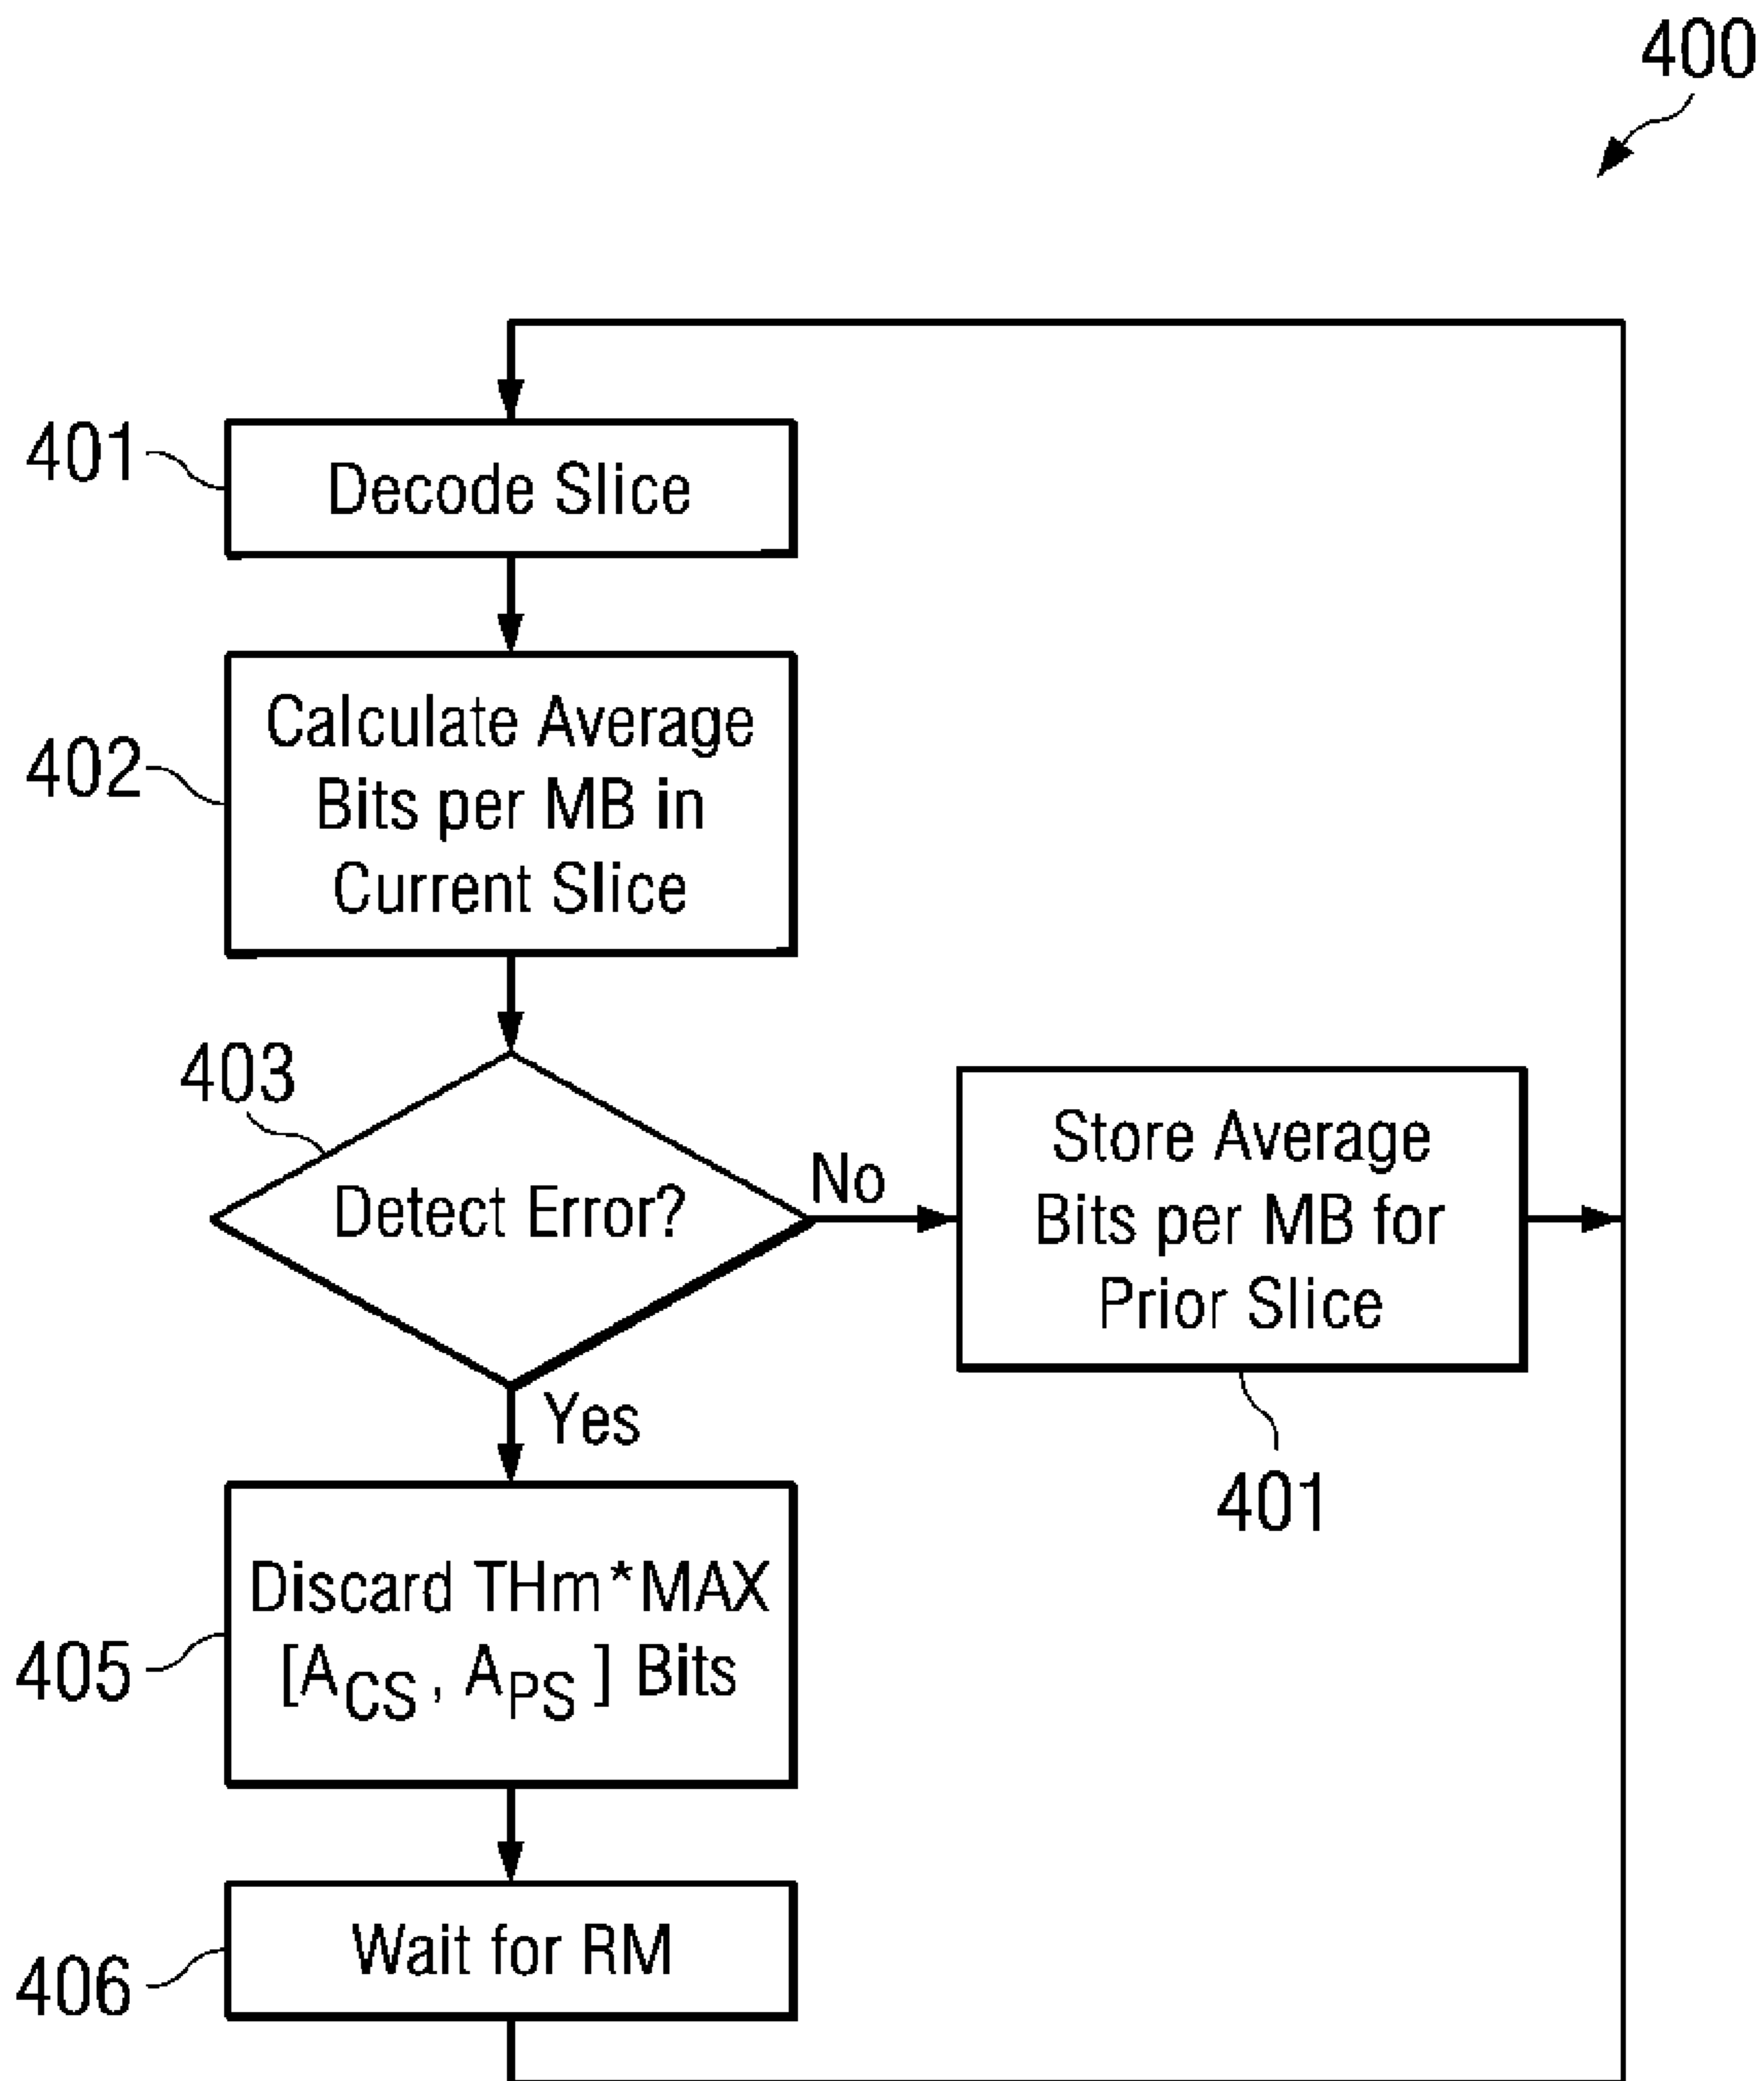 400
401
Decode Slice
402
Calculate Average
Bits per MB in
Current Slice
403
Detect Error?
No
Store Average
Bits per MB for
Prior Slice
401
Yes
405
Discard THm*MAX
[ACS, APS] Bits
406
Wait for RM